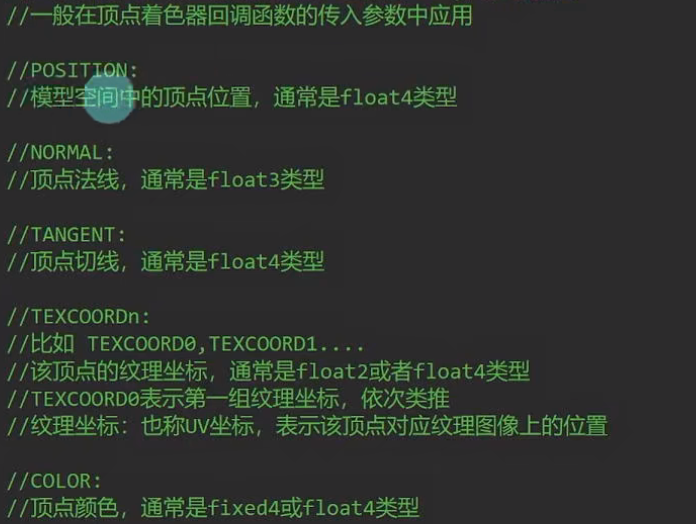 //一般在顶点着色器回调函数的传入参数中应用
//POSITION:
//模型空间中的顶点位置，通常是float4类型
//NORMAL:
//顶点法线，通常是float3类型
//TANGENT:
//顶点切线，通常是float4类型
//TEXCOORDn:
//比如 TEXCOORD0,TEXCOORD1....
//该顶点的纹理坐标，通常是float2或者float4类型
//TEXCOORD0表示第一组纹理坐标，依次类推
//纹理坐标：也称UV坐标，表示该顶点对应纹理图像上的位置
//COLOR:
//顶点颜色，通常是fixed4或float4类型